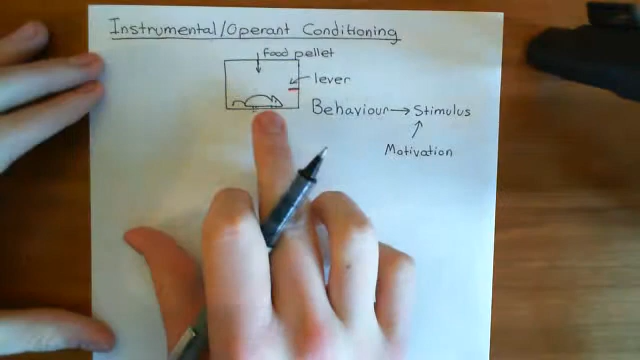 Instrumental/Operant Conditioning
food pellet
lever
Behaviour → Stimulus
Motivation